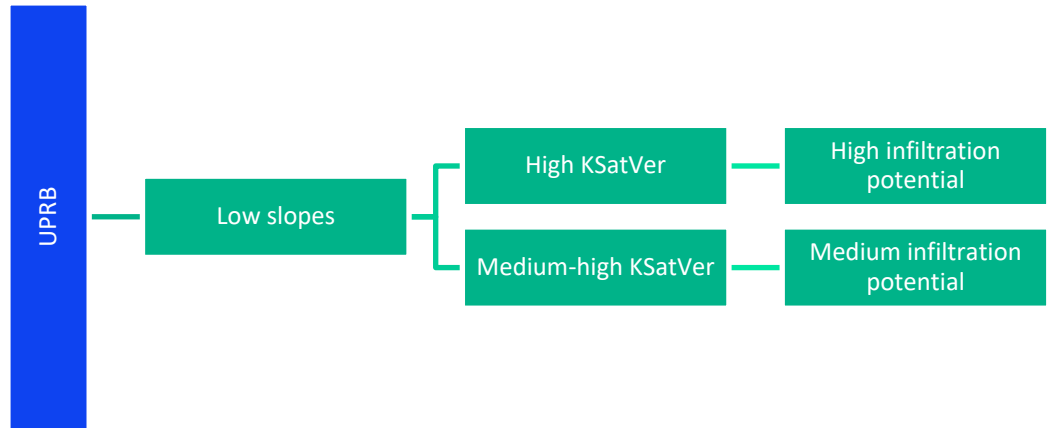 UPRB
Low slopes
High KSatVer
High infiltration
potential
Medium-high KSatVer
Medium infiltration
potential